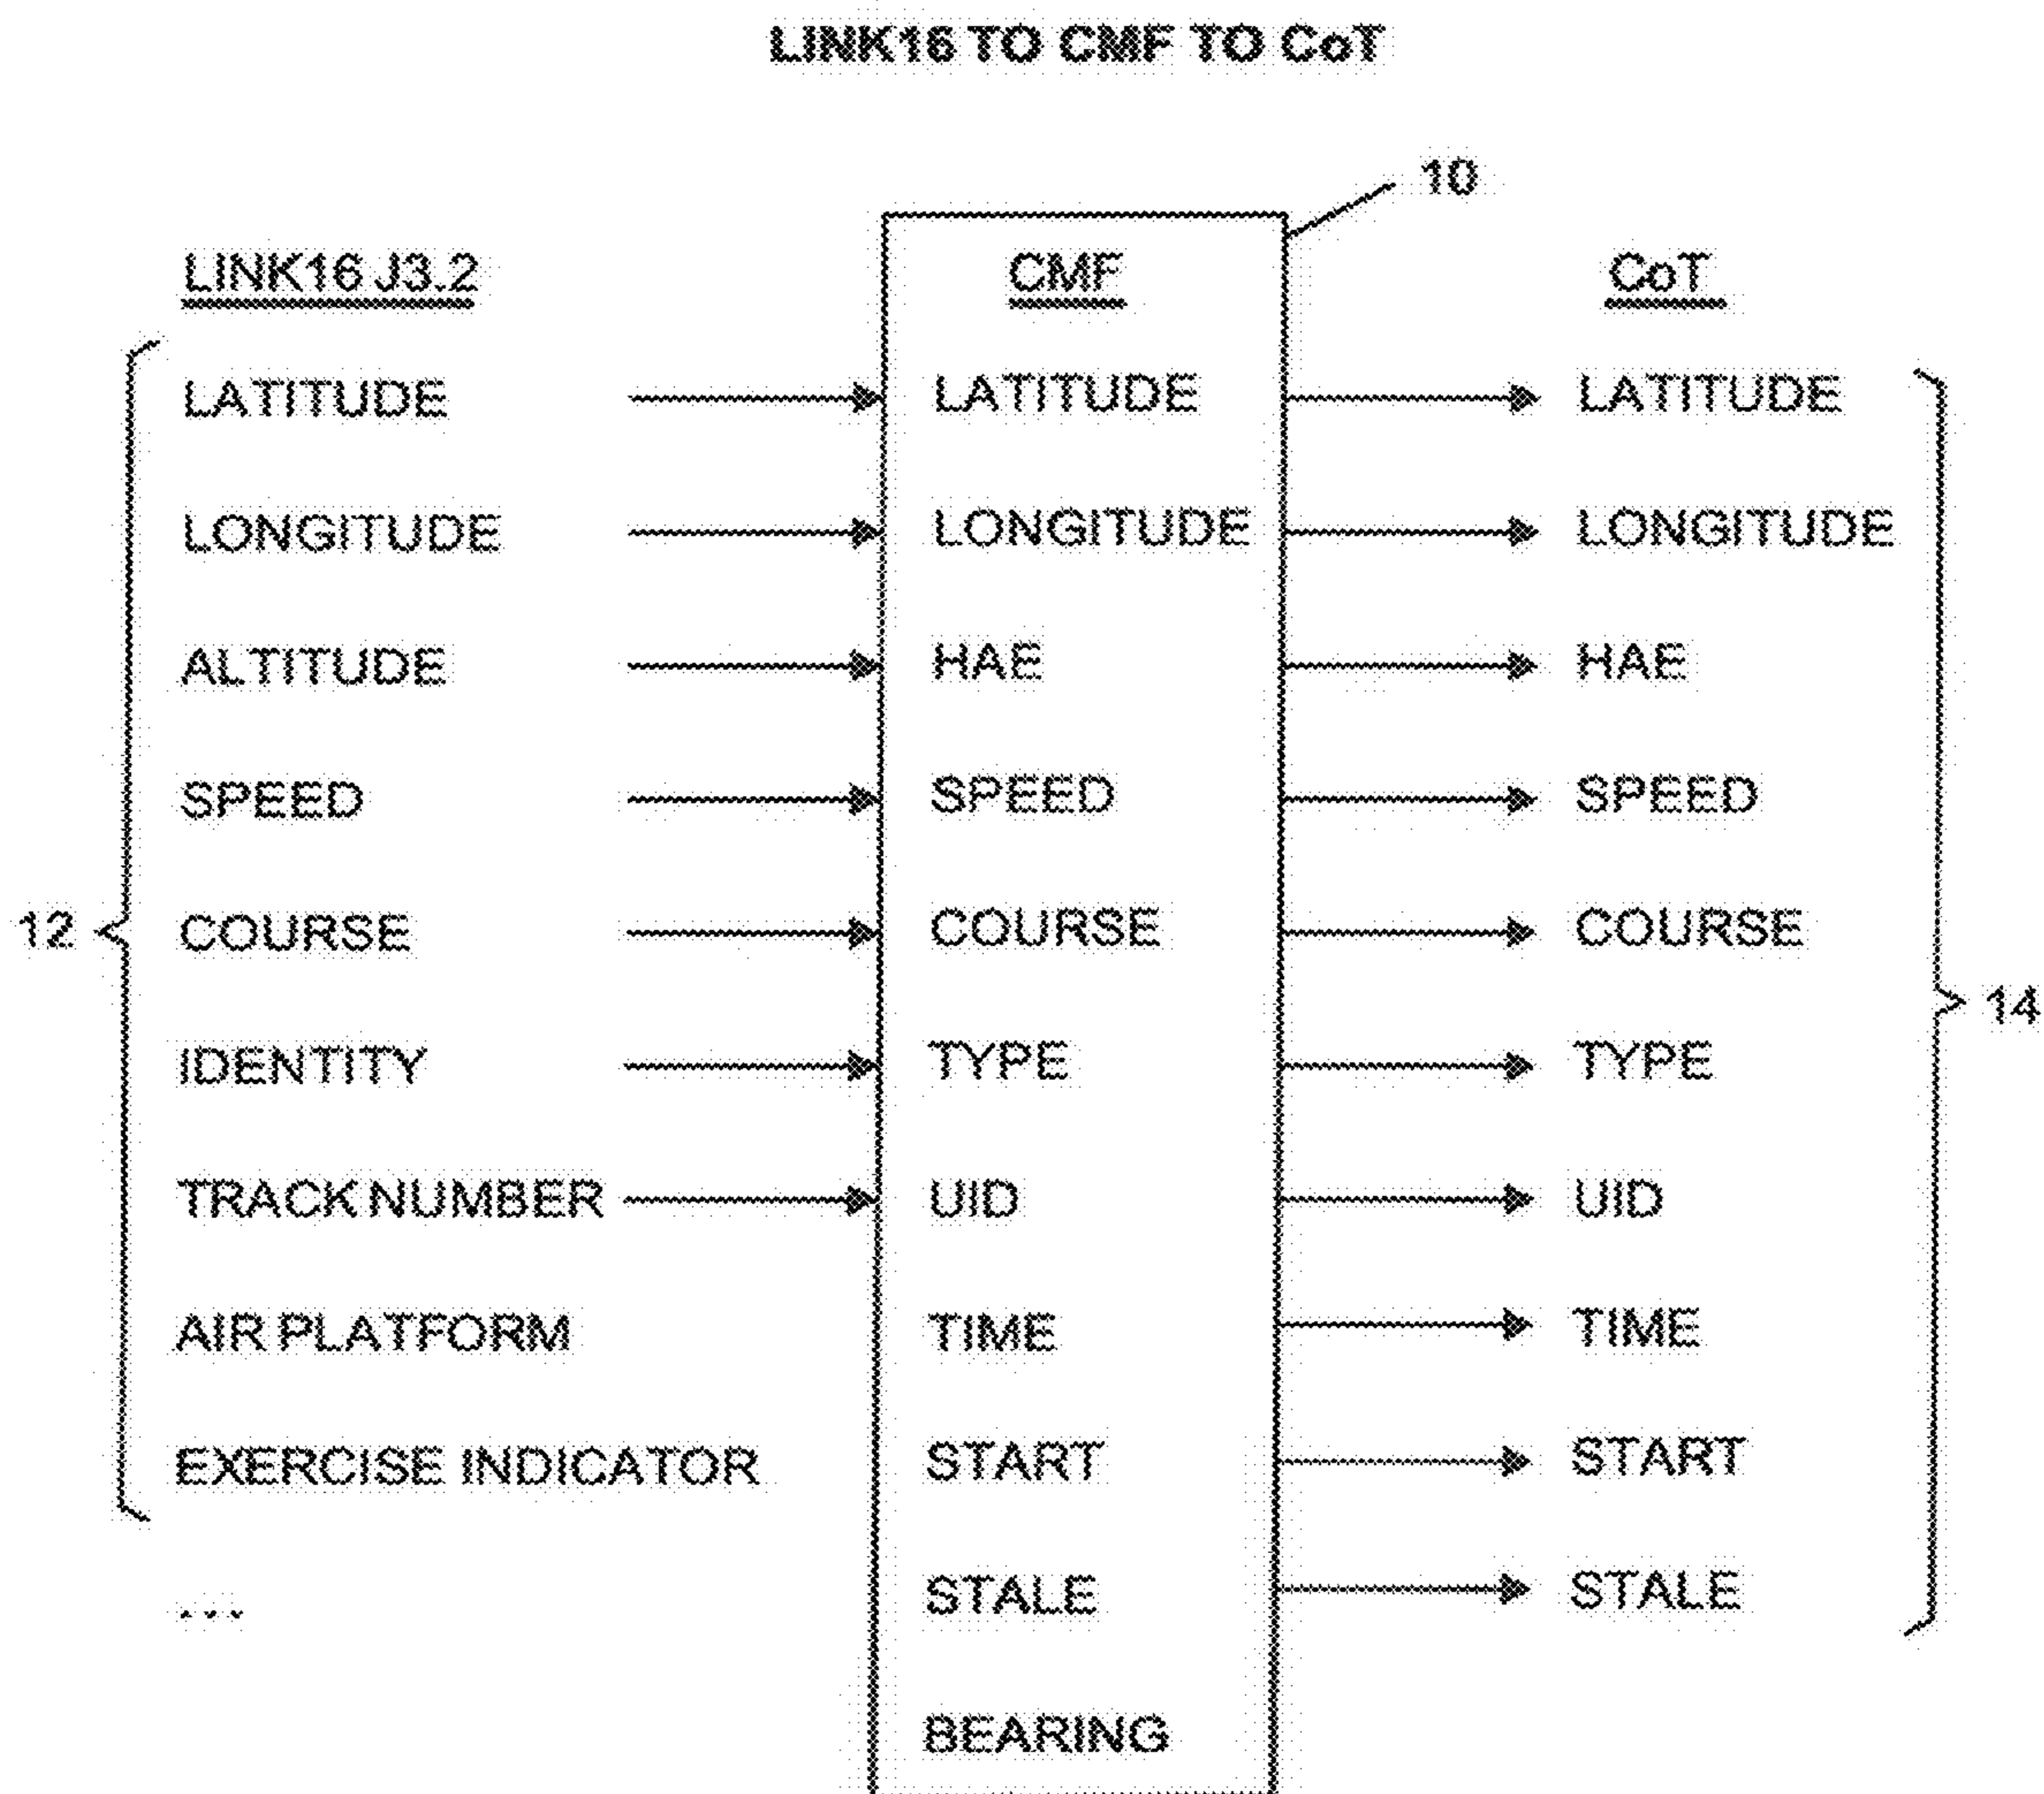 LINK16 TO CMF TO CoT
10
LINK16 J3.2 CMF CoT
LATITUDE LATITUDE LATITUDE
LONGITUDE LONGITUDE LONGITUDE
ALTITUDE HAE HAE
SPEED SPEED SPEED
12 COURSE COURSE COURSE
14
IDENTITY TYPE TYPE
TRACK NUMBER UID UID
AIR PLATFORM TIME TIME
EXERCISE INDICATOR START START
... STALE STALE
BEARING